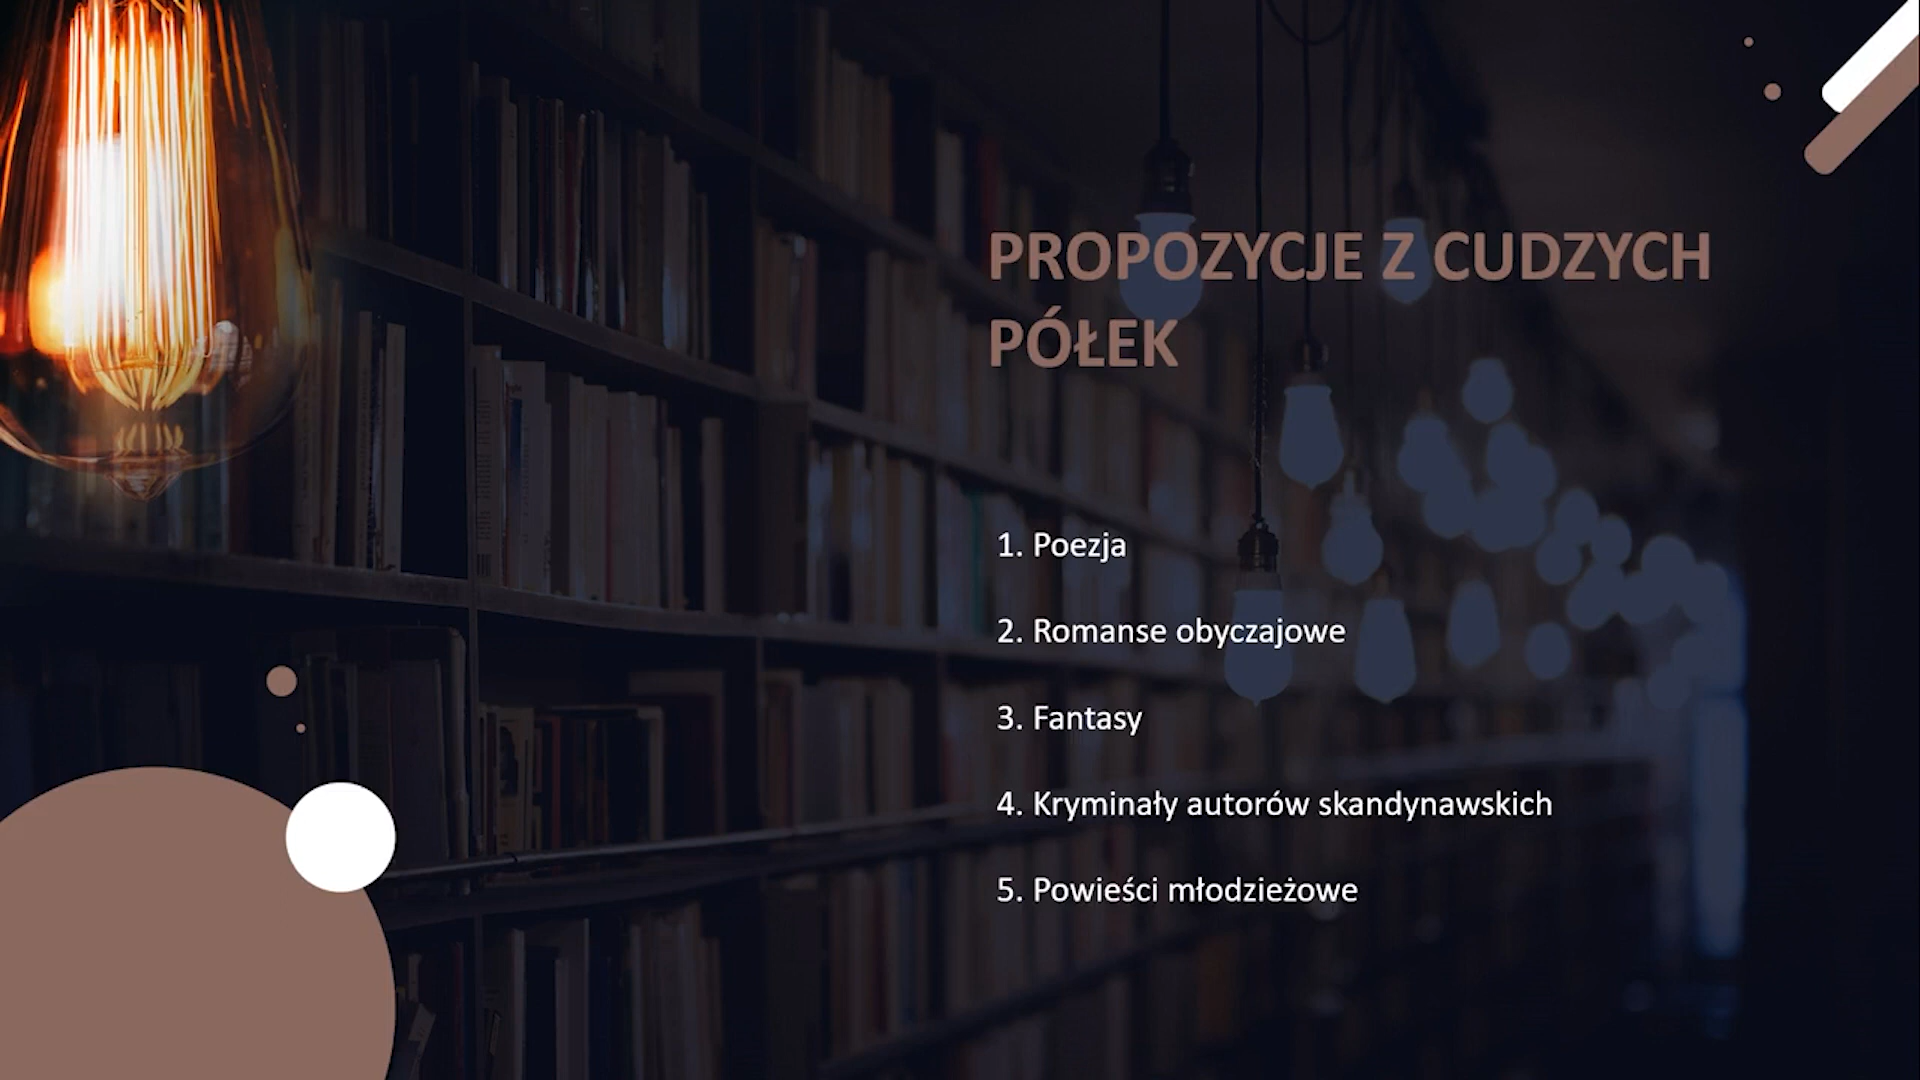 PROPOZYCJE Z CUDZYCH
PÓŁEK
1. Poezja
2. Romanse obyczajowe
3. Fantasy
4. Kryminały autorów skandynawskich
5. Powieści młodzieżowe